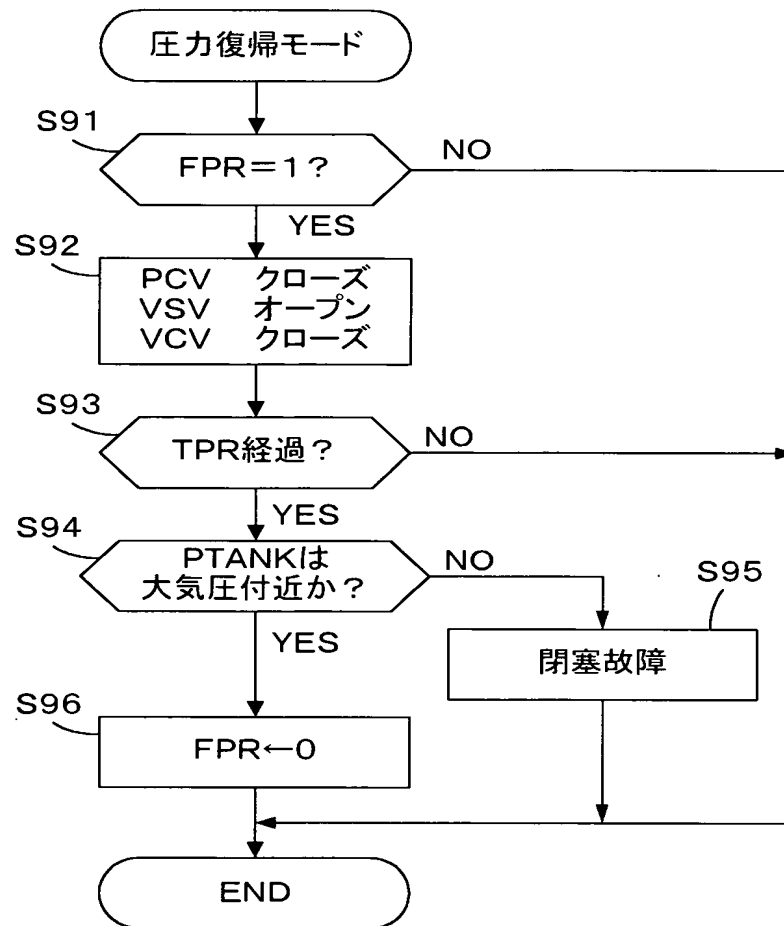 圧力復帰モード
S91
FPR=1?
NO
YES
S92
PCV クローズ
VSV オープン
VCV クローズ
S93
TPR経過?
NO
YES
S94
PTANKは
大気圧付近か?
NO
S95
YES
閉塞故障
S96
FPR←0
END